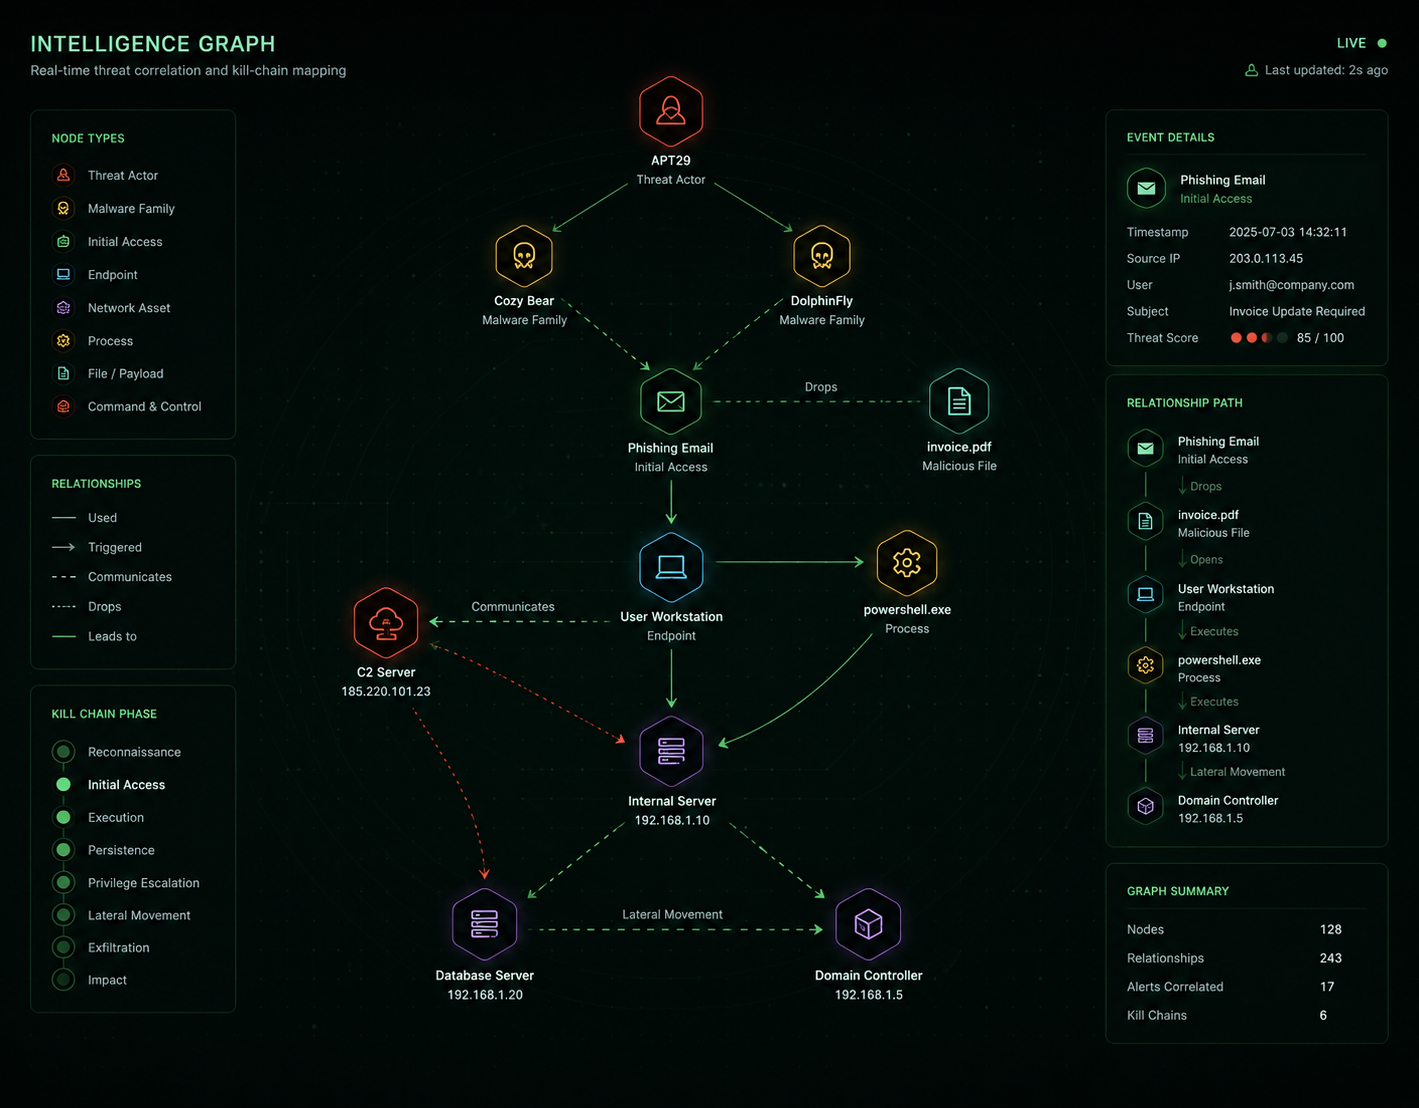 INTELLIGENCE GRAPH
Real-time threat correlation and kill-chain mapping
LIVE
Last updated: 2s ago
NODE TYPES
Threat Actor
Malware Family
Initial Access
Endpoint
Network Asset
Process
File / Payload
Command & Control
RELATIONSHIPS
Used
Triggered
Communicates
Drops
Leads to
KILL CHAIN PHASE
Reconnaissance
Initial Access
Execution
Persistence
Privilege Escalation
Lateral Movement
Exfiltration
Impact
APT29
Threat Actor
Cozy Bear
Malware Family
DolphinFly
Malware Family
Phishing Email
Initial Access
Drops
invoice.pdf
Malicious File
User Workstation
Endpoint
powershell.exe
Process
Communicates
C2 Server
185.220.101.23
Internal Server
192.168.1.10
Lateral Movement
Database Server
192.168.1.20
Domain Controller
192.168.1.5
EVENT DETAILS
Phishing Email
Initial Access
Timestamp 2025-07-03 14:32:11
Source IP 203.0.113.45
User j.smith@company.com
Subject Invoice Update Required
Threat Score 85 / 100
RELATIONSHIP PATH
Phishing Email
Initial Access
Drops
invoice.pdf
Malicious File
Opens
User Workstation
Endpoint
Executes
powershell.exe
Process
Executes
Internal Server
192.168.1.10
Lateral Movement
Domain Controller
192.168.1.5
GRAPH SUMMARY
Nodes 128
Relationships 243
Alerts Correlated 17
Kill Chains 6